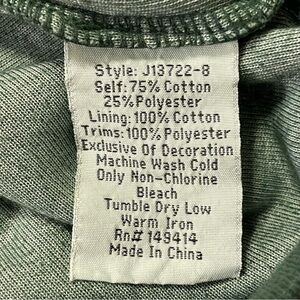 Style: J13722-8
Self: 75% Cotton
25% Polyester
Lining: 100% Cotton
Trims: 100% Polyester
Exclusive Of Decoration
Machine Wash Cold
Only Non-Chlorine
Bleach
Tumble Dry Low
Warm Iron
Rn# 149414
Made In China